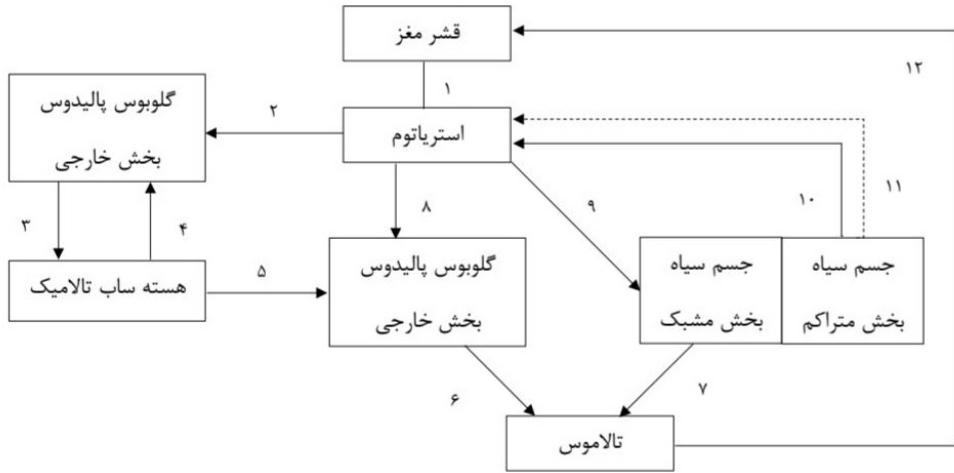 قشر مغز
۱۲
گلوبوس پالیدوس
بخش خارجی
۲
۱
استریاتوم
۳
۴
۸
۹
۱۰
۱۱
هسته ساب تالامیک
۵
گلوبوس پالیدوس
بخش خارجی
جسم سیاه
بخش مشبک
جسم سیاه
بخش متراکم
۶
۷
تالاموس